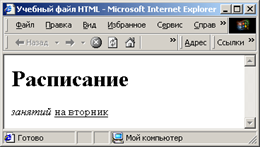 Учебный файл HTML - Microsoft Internet Explorer
Файл Правка Вид Избранное Сервис Справ »
Назад » Адрес Ссылки »
Расписание
занятий на вторник
Готово Мой компьютер